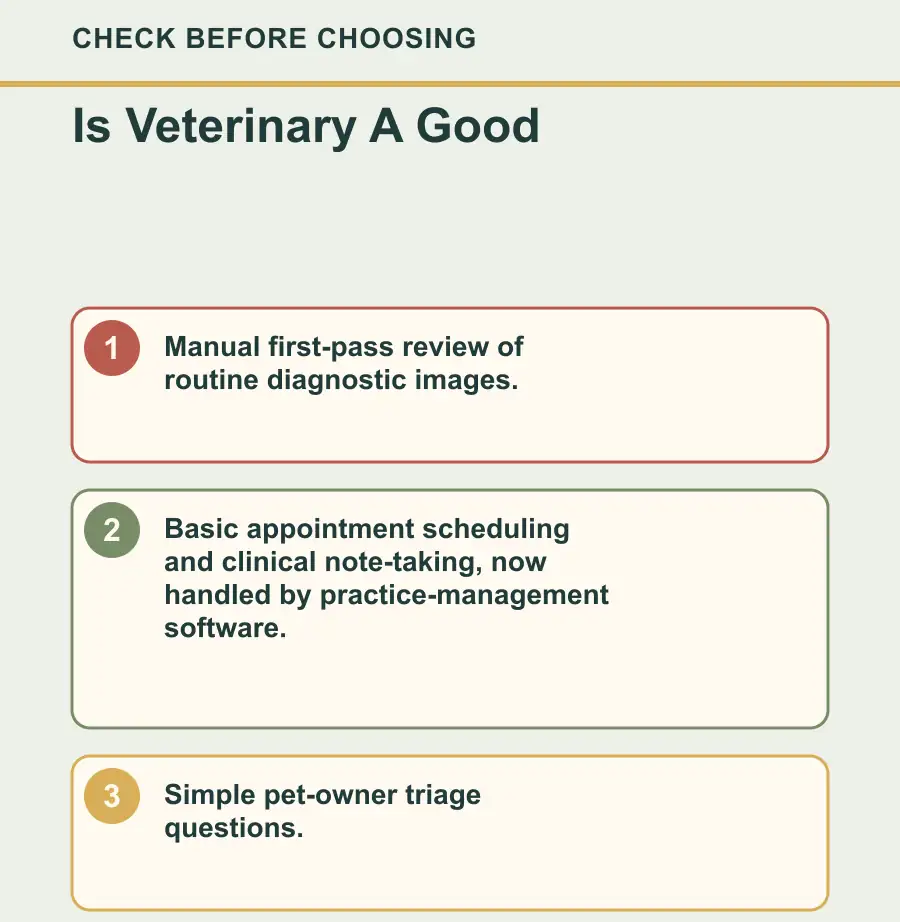 CHECK BEFORE CHOOSING
Is Veterinary A Good
1
Manual first-pass review of
routine diagnostic images.
2
Basic appointment scheduling
and clinical note-taking, now
handled by practice-management
software.
3
Simple pet-owner triage
questions.